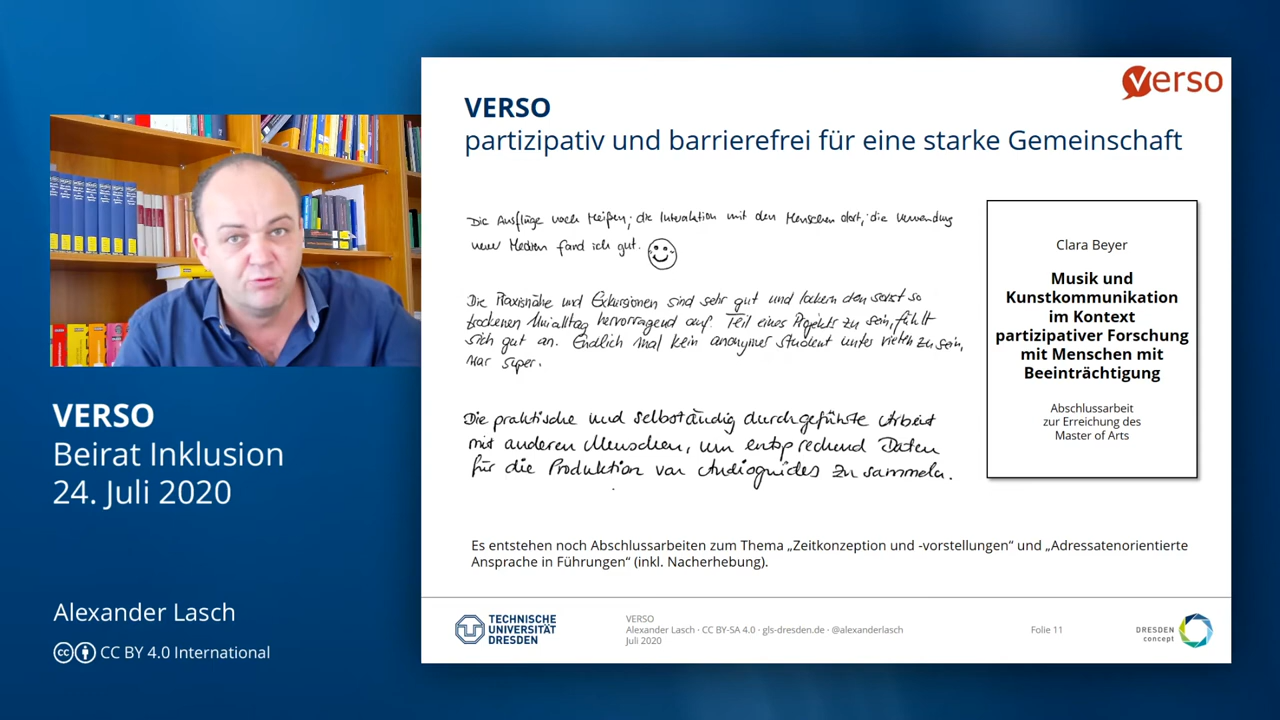 verso
VERSO
partizipativ und barrierefrei für eine starke Gemeinschaft
Die Ausflüge nach Meißen; die Interaktion mit den Menschen dort; die Verwendung
neuer Medien fand ich gut.
Die Praxisnähe und Exkursionen sind sehr gut und lockern den sonst so
trockenen Unialltag hervorragend auf. Teil eines Projekts zu sein, fühlt
sich gut an. Endlich mal kein anonymer Student unter vielen zu sein,
war super.
Die praktische und selbständig durchgeführte Arbeit
mit anderen Menschen, um entsprechend Daten
für die Produktion von Audioguides zu sammeln.
Clara Beyer
Musik und
Kunstkommunikation
im Kontext
partizipativer Forschung
mit Menschen mit
Beeinträchtigung
Abschlussarbeit
zur Erreichung des
Master of Arts
Es entstehen noch Abschlussarbeiten zum Thema „Zeitkonzeption und -vorstellungen“ und „Adressatenorientierte
Ansprache in Führungen“ (inkl. Nacherhebung).
TECHNISCHE
UNIVERSITÄT
DRESDEN
VERSO
Alexander Lasch · CC BY-SA 4.0 · gls-dresden.de · @alexanderlasch
Juli 2020
Folie 11
DRESDEN
concept
VERSO
Beirat Inklusion
24. Juli 2020
Alexander Lasch
CC BY 4.0 International